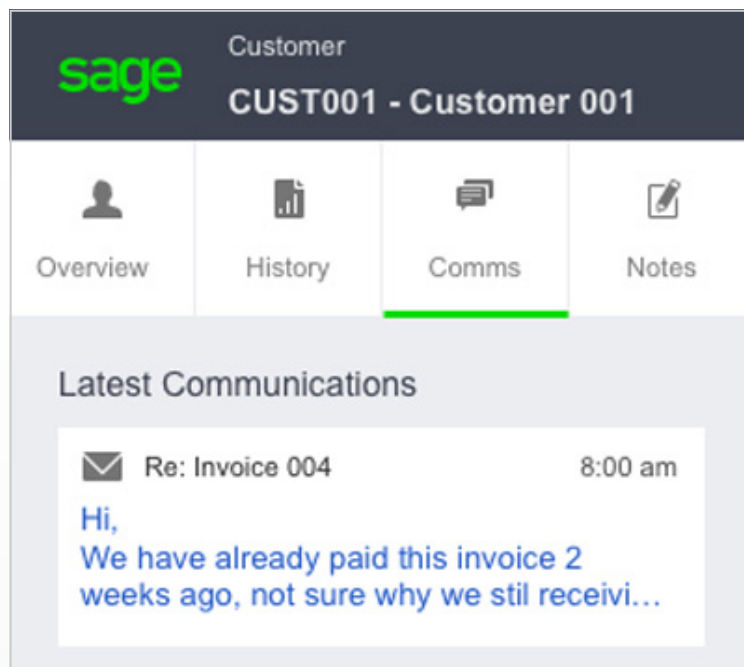 sage
Customer
CUST001 - Customer 001
Overview
History
Comms
Notes
Latest Communications
Re: Invoice 004
8:00 am
Hi,
We have already paid this invoice 2
weeks ago, not sure why we stil receivi...